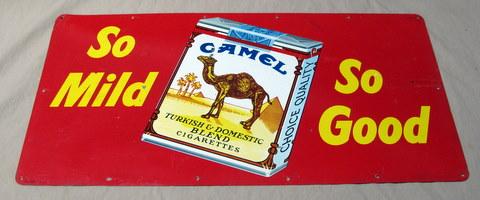 So
Mild
CAMEL
TURKISH & DOMESTIC
BLEND
CIGARETTES
CHOICE QUALITY
So
Good